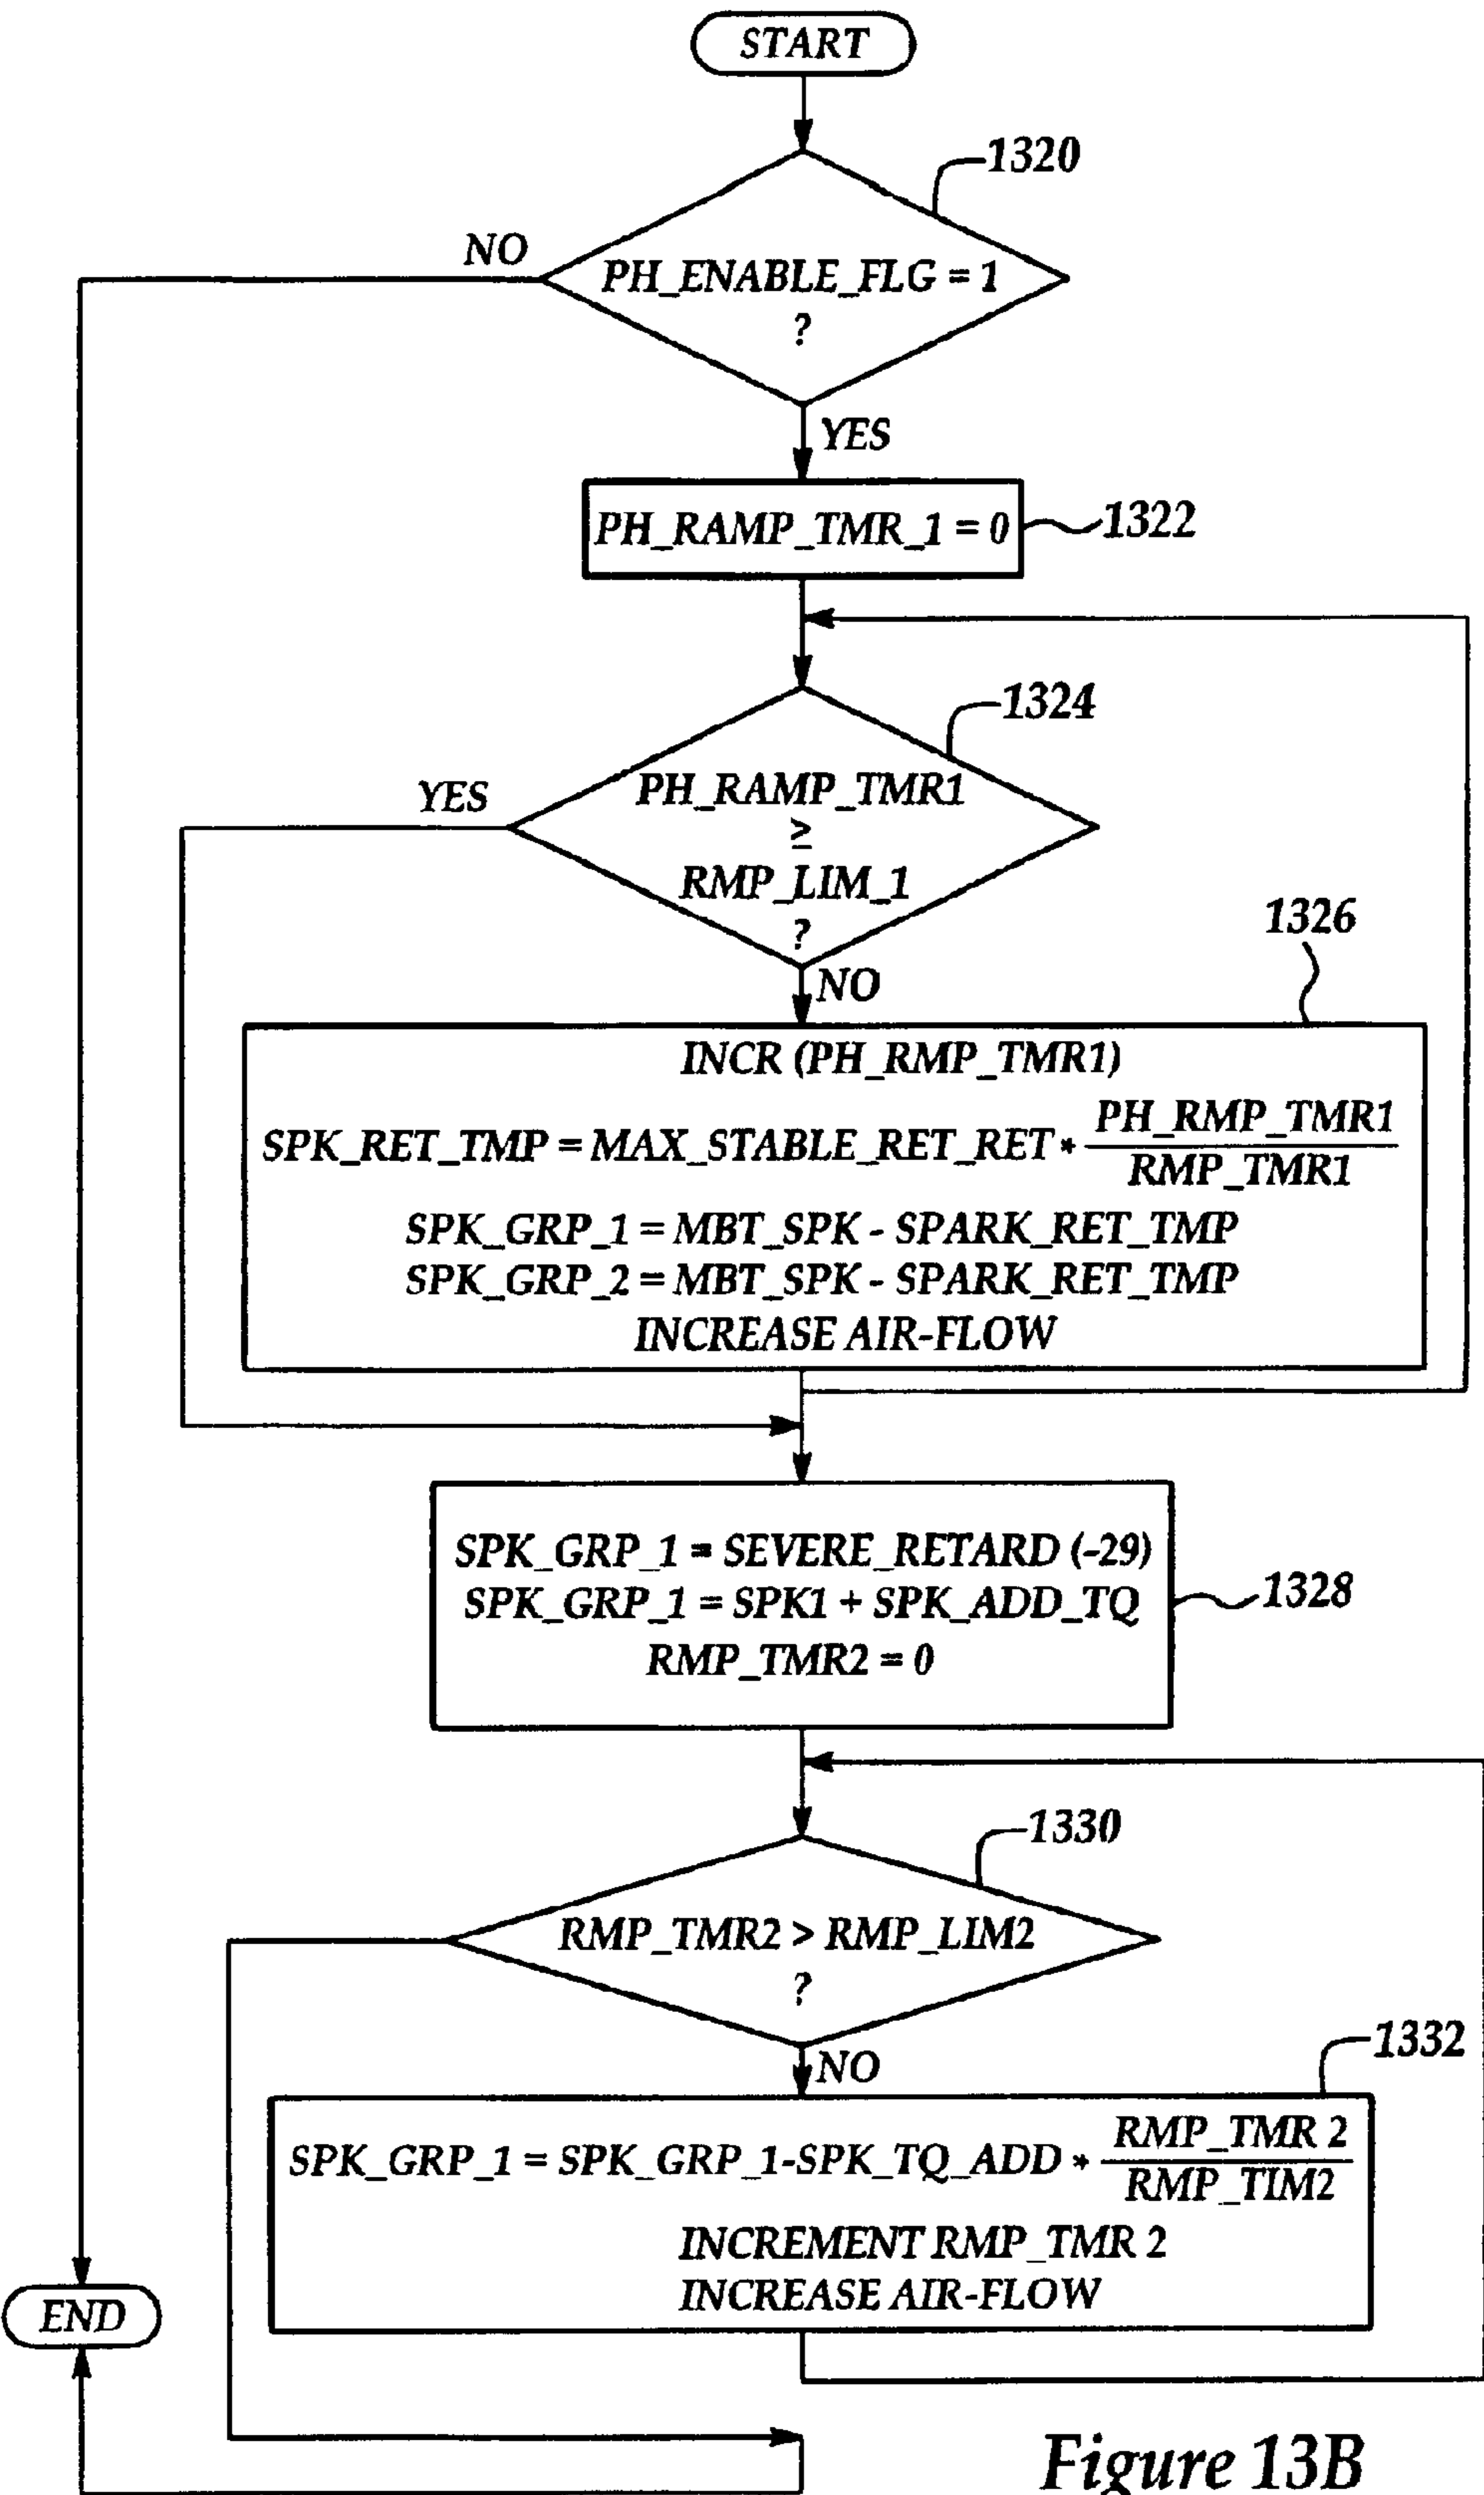 START
1320
NO
PH_ENABLE_FLG = 1
?
YES
PH_RAMP_TMR_1 = 0
1322
1324
YES
PH_RAMP_TMR1
≥
RMP_LIM_1
?
NO
1326
INCR (PH_RMP_TMR1)
SPK_RET_TMP = MAX_STABLE_RET_RET * PH_RMP_TMR1
RMP_TMR1
SPK_GRP_1 = MBT_SPK - SPARK_RET_TMP
SPK_GRP_2 = MBT_SPK - SPARK_RET_TMP
INCREASE AIR-FLOW
SPK_GRP_1 = SEVERE_RETARD (-29)
SPK_GRP_1 = SPK1 + SPK_ADD_TQ
RMP_TMR2 = 0
1328
1330
RMP_TMR2 > RMP_LIM2
?
NO
1332
SPK_GRP_1 = SPK_GRP_1-SPK_TQ_ADD * RMP_TMR 2
RMP_TIM2
INCREMENT RMP_TMR 2
INCREASE AIR-FLOW
END
Figure 13B